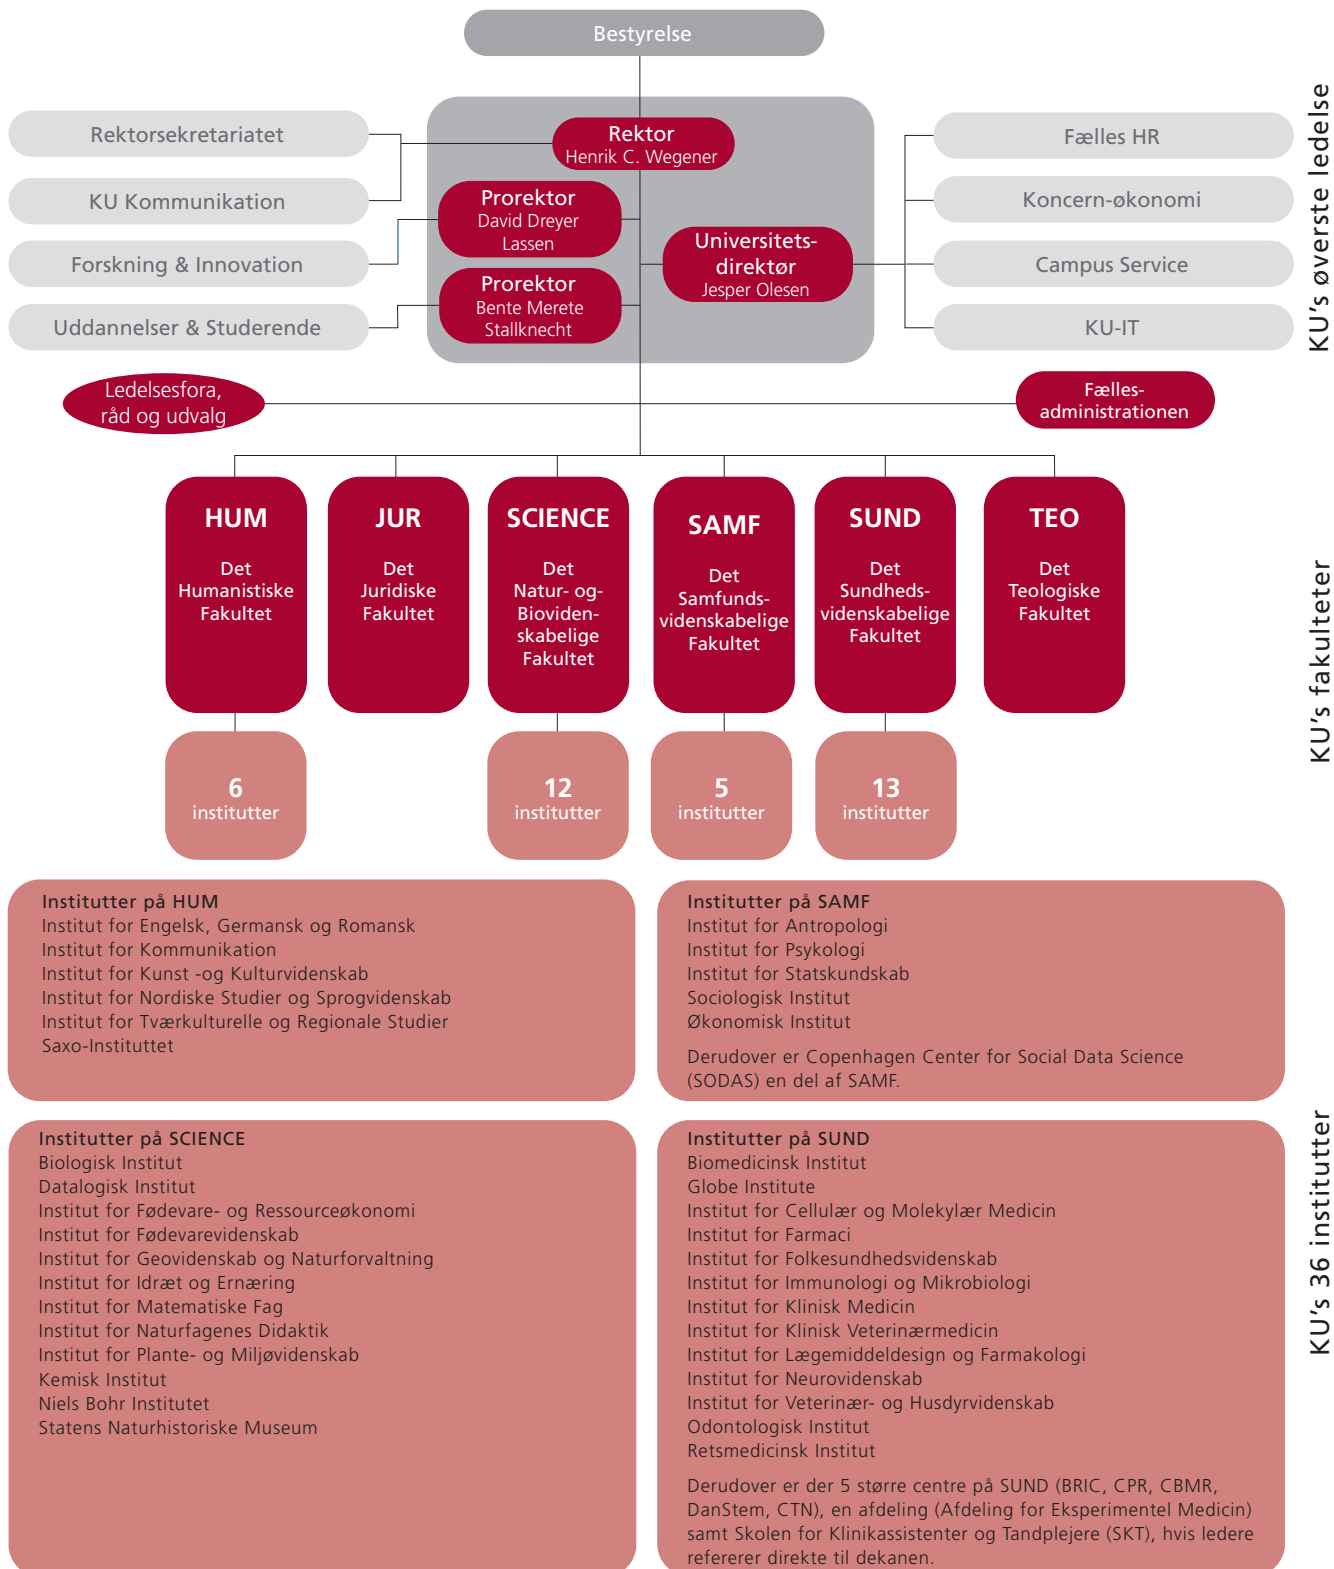 Bestyrelse
Rektorsekretariatet
KU Kommunikation
Forskning & Innovation
Uddannelser & Studerende
Rektor
Henrik C. Wegener
Prorektor
David Dreyer
Lassen
Prorektor
Bente Merete
Stallknecht
Universitets-
direktør
Jesper Olesen
Fælles HR
Koncern-økonomi
Campus Service
KU-IT
KU's øverste ledelse
Ledelsesfora,
råd og udvalg
Fælles-
administrationen
HUM
Det
Humanistiske
Fakultet
JUR
Det
Juridiske
Fakultet
SCIENCE
Det
Natur- og-
Bioviden-
skabelige
Fakultet
SAMF
Det
Samfunds-
videnskabelige
Fakultet
SUND
Det
Sundheds-
videnskabelige
Fakultet
TEO
Det
Teologiske
Fakultet
KU's fakulteter
6
institutter
12
institutter
5
institutter
13
institutter
Institutter på HUM
Institut for Engelsk, Germansk og Romansk
Institut for Kommunikation
Institut for Kunst -og Kulturvidenskab
Institut for Nordiske Studier og Sprogvidenskab
Institut for Tværkulturelle og Regionale Studier
Saxo-Instituttet
Institutter på SAMF
Institut for Antropologi
Institut for Psykologi
Institut for Statskundskab
Sociologisk Institut
Økonomisk Institut
Derudover er Copenhagen Center for Social Data Science
(SODAS) en del af SAMF.
Institutter på SCIENCE
Biologisk Institut
Datalogisk Institut
Institut for Fødevare- og Ressourceøkonomi
Institut for Fødevarevidenskab
Institut for Geovidenskab og Naturforvaltning
Institut for Idræt og Ernæring
Institut for Matematiske Fag
Institut for Naturfagenes Didaktik
Institut for Plante- og Miljøvidenskab
Kemisk Institut
Niels Bohr Institutet
Statens Naturhistoriske Museum
Institutter på SUND
Biomedicinsk Institut
Globe Institute
Institut for Cellulær og Molekylær Medicin
Institut for Farmaci
Institut for Folkesundhedsvidenskab
Institut for Immunologi og Mikrobiologi
Institut for Klinisk Medicin
Institut for Klinisk Veterinærmedicin
Institut for Lægemiddeldesign og Farmakologi
Institut for Neurovidenskab
Institut for Veterinær- og Husdyrvidenskab
Odontologisk Institut
Retsmedicinsk Institut
Derudover er der 5 større centre på SUND (BRIC, CPR, CBMR,
DanStem, CTN), en afdeling (Afdeling for Eksperimentel Medicin)
samt Skolen for Klinikassistenter og Tandplejere (SKT), hvis ledere
refererer direkte til dekanen.
KU's 36 institutter